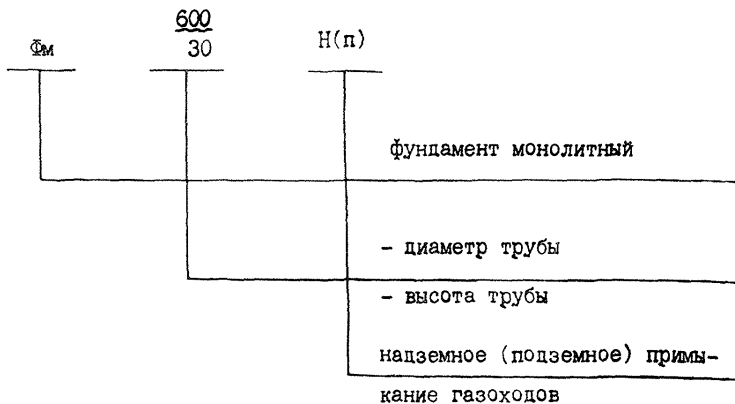 Фм 600 Н(п)
30
фундамент монолитный
- диаметр трубы
- высота трубы
надземное (подземное) примы-
кание газоходов